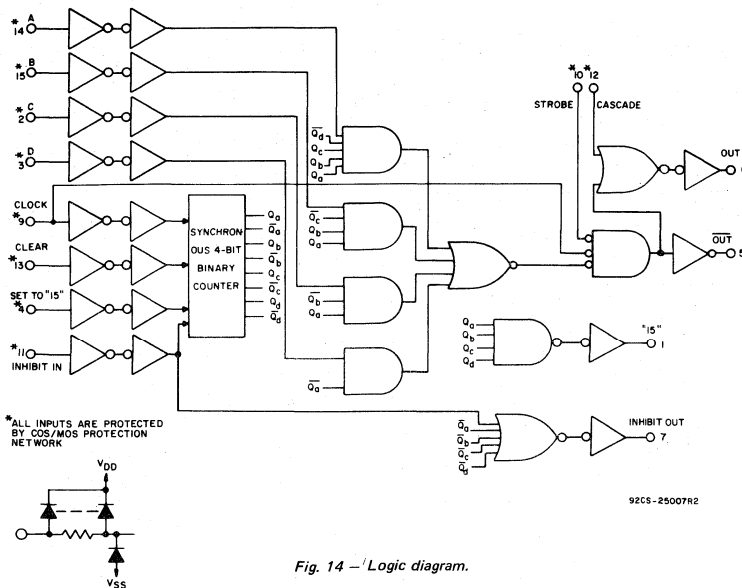 *
A
14
*
B
15
*
C
2
*
D
3
CLOCK
*9
CLEAR
*13
SET TO "15"
*4
*11
INHIBIT IN
SYNCHRON
OUS 4-BIT
BINARY
COUNTER
Qa
Q̅a
Qb
Q̅b
Qc
Q̅c
Qd
Q̅d
Q̅d
Qc
Qb
Qa
Q̅c
Qb
Qa
Q̅b
Qa
Q̅a
*10 *12
STROBE CASCADE
OUT
O̅U̅T̅
5
Qa
Qb
Qc
Qd
"15"
1
Q̅a
Q̅b
Q̅c
Q̅d
INHIBIT OUT
7
*ALL INPUTS ARE PROTECTED
BY COS/MOS PROTECTION
NETWORK
VDD
VSS
92CS-25007R2
Fig. 14 – Logic diagram.